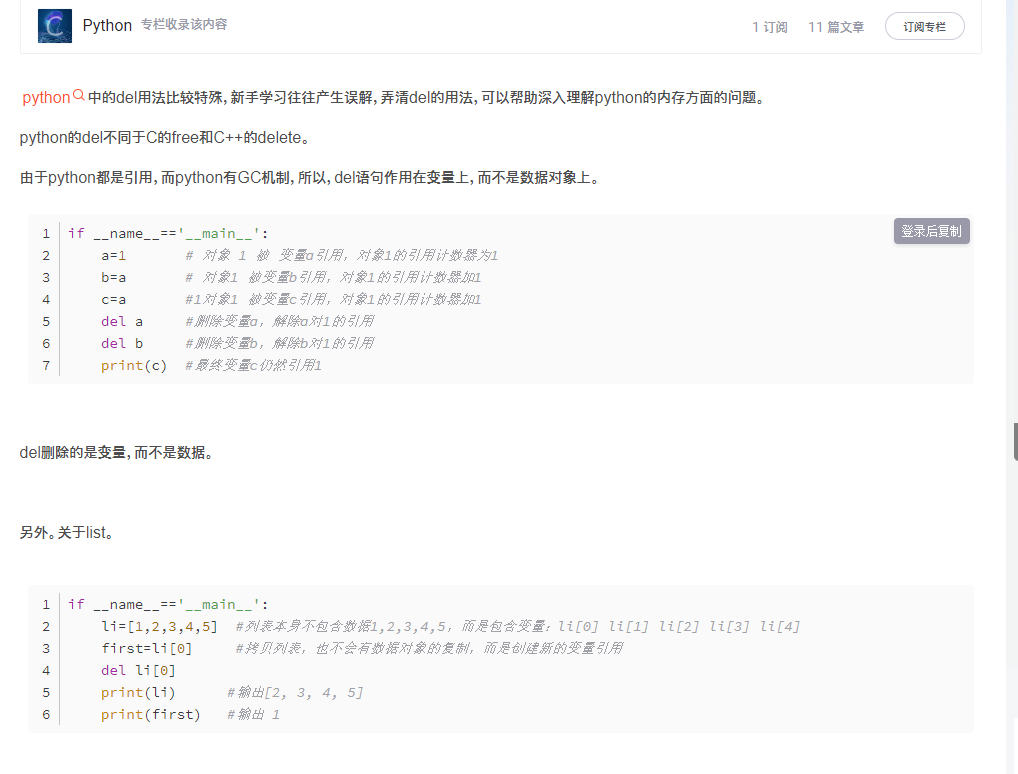 Python 专栏收录该内容 1 订阅 11 篇文章 订阅专栏
python 中的del用法比较特殊，新手学习往往产生误解，弄清del的用法，可以帮助深入理解python的内存方面的问题。
python的del不同于C的free和C++的delete。
由于python都是引用，而python有GC机制，所以，del语句作用在变量上，而不是数据对象上。
登录后复制
1 if __name__=='__main__':
2     a=1       # 对象 1 被 变量a引用，对象1的引用计数器为1
3     b=a       # 对象1 被变量b引用，对象1的引用计数器加1
4     c=a       #1对象1 被变量c引用，对象1的引用计数器加1
5     del a     #删除变量a，解除a对1的引用
6     del b     #删除变量b，解除b对1的引用
7     print(c)  #最终变量c仍然引用1
del删除的是变量，而不是数据。
另外。关于list。
1 if __name__=='__main__':
2     li=[1,2,3,4,5]  #列表本身不包含数据1,2,3,4,5，而是包含变量：li[0] li[1] li[2] li[3] li[4]
3     first=li[0]     #拷贝列表，也不会有数据对象的复制，而是创建新的变量引用
4     del li[0]
5     print(li)      #输出[2, 3, 4, 5]
6     print(first)   #输出 1